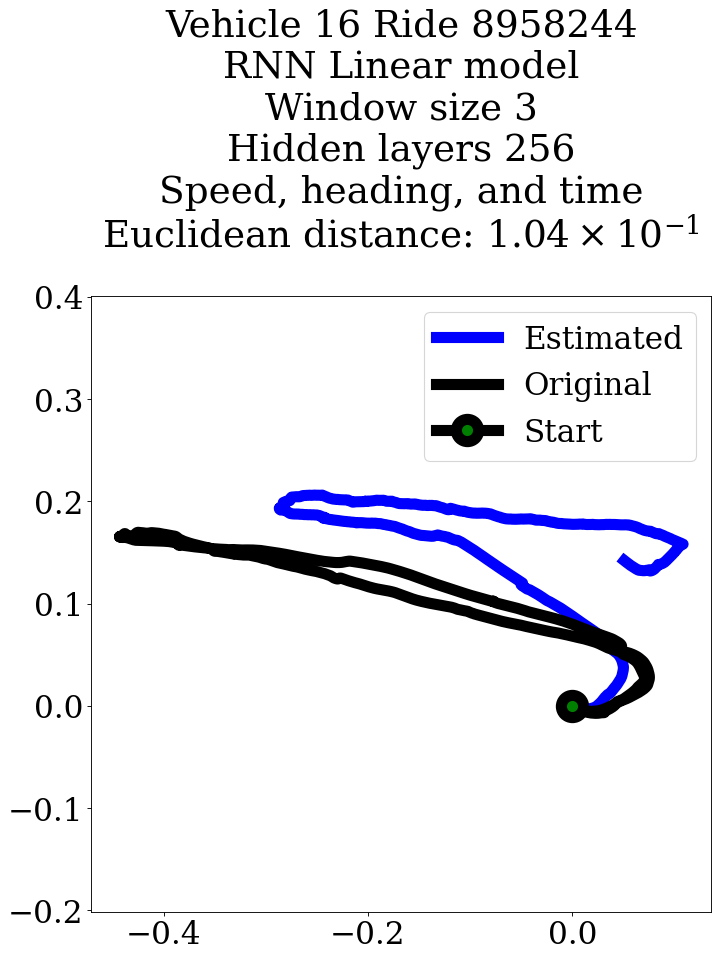 Vehicle 16 Ride 8958244
RNN Linear model
Window size 3
Hidden layers 256
Speed, heading, and time
Euclidean distance: 1.04 × 10⁻¹
Estimated
Original
Start
0.4
0.3
0.2
0.1
0.0
−0.1
−0.2
−0.4
−0.2
0.0